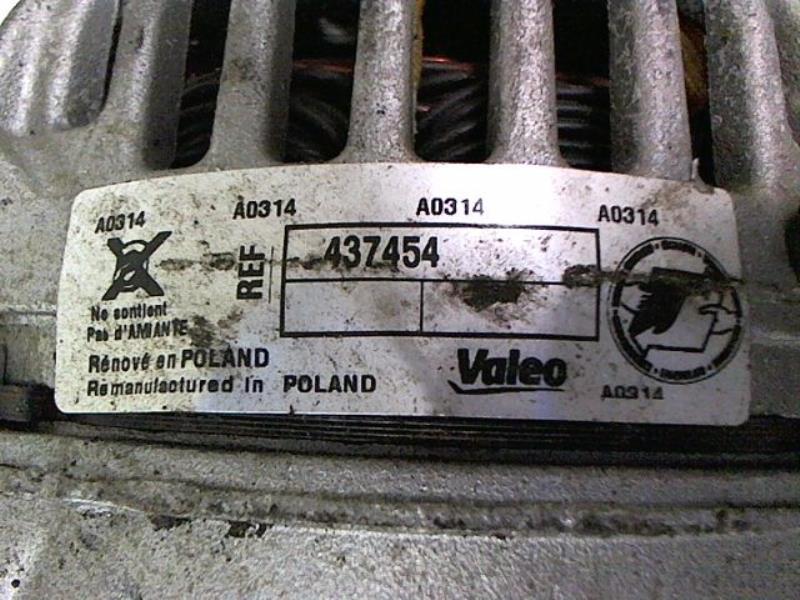 A0314 A0314 A0314 A0314
REF 437454
Ne contient
Pas d'AMIANTE
Rénové en POLAND
Remanufactured in POLAND
Valeo
A0314